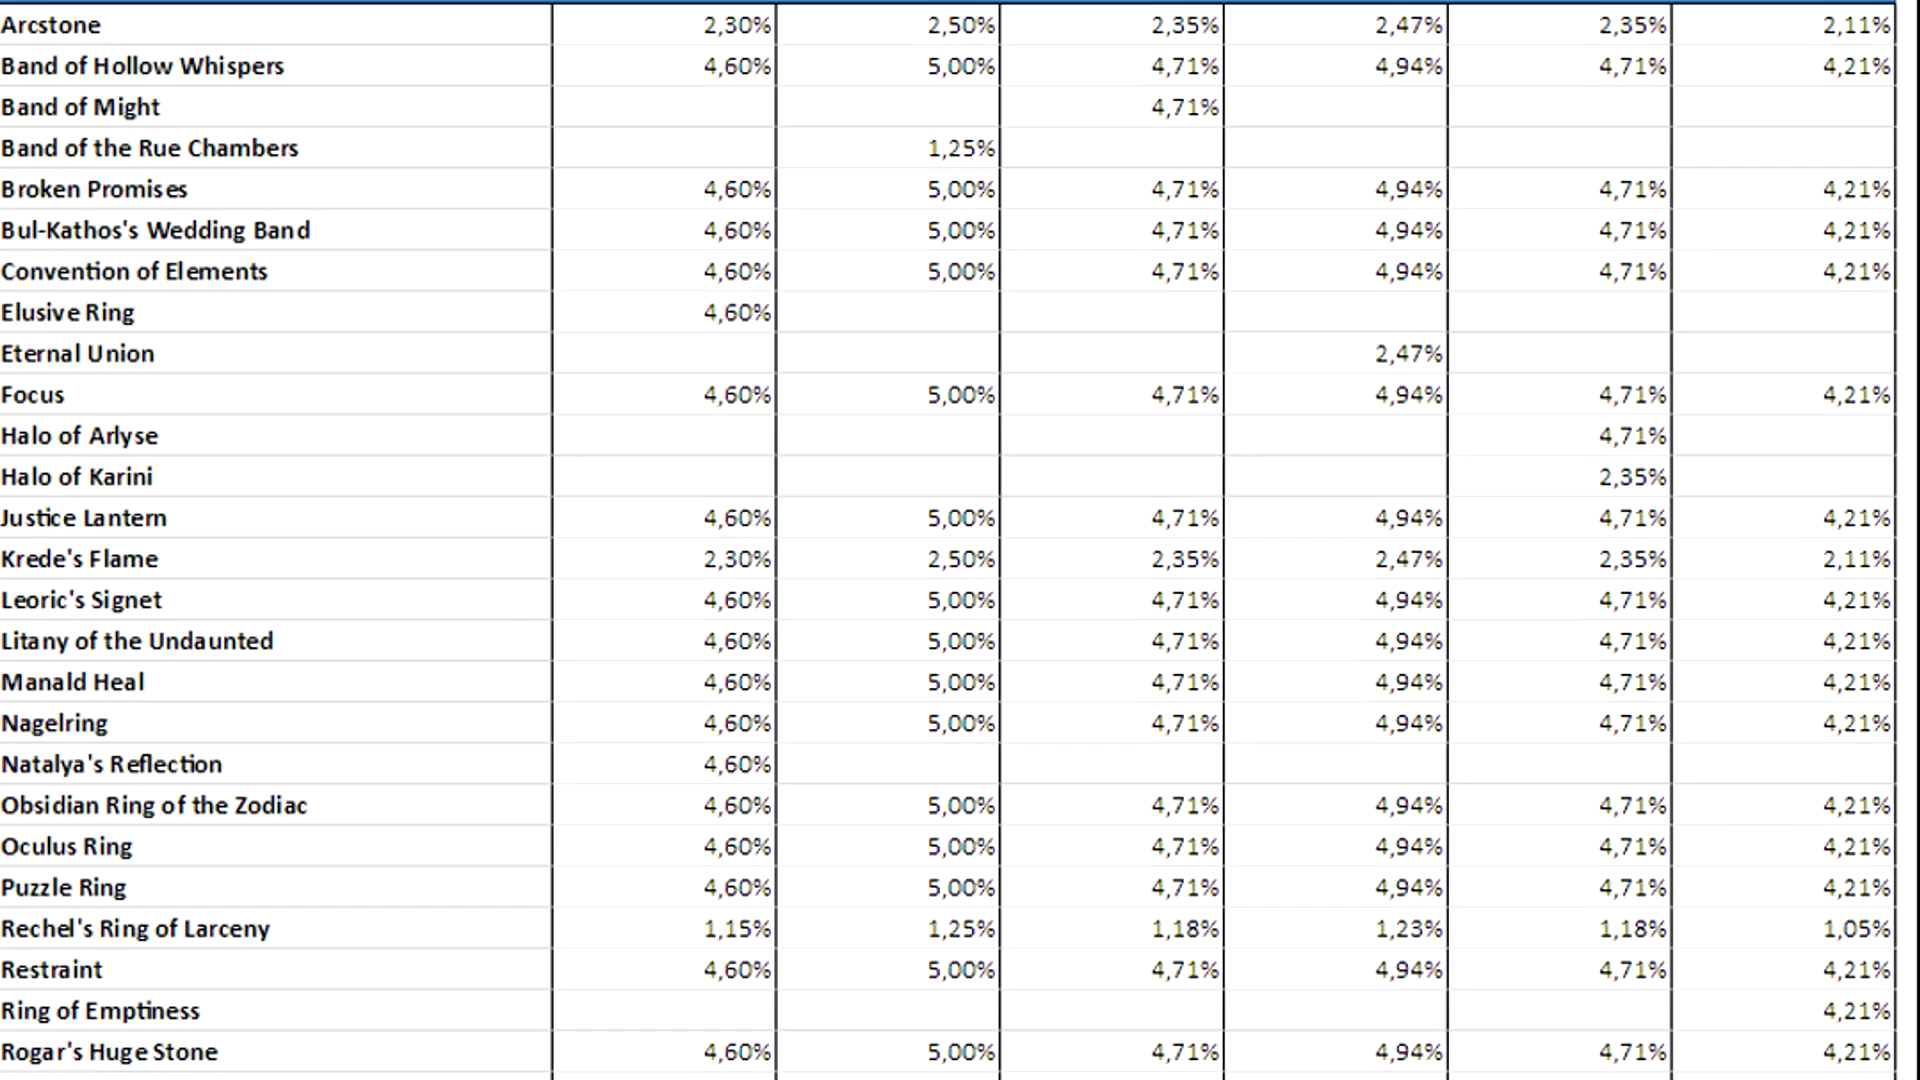 Arcstone 2,30% 2,50% 2,35% 2,47% 2,35% 2,11%
Band of Hollow Whispers 4,60% 5,00% 4,71% 4,94% 4,71% 4,21%
Band of Might 4,71%
Band of the Rue Chambers 1,25%
Broken Promises 4,60% 5,00% 4,71% 4,94% 4,71% 4,21%
Bul-Kathos's Wedding Band 4,60% 5,00% 4,71% 4,94% 4,71% 4,21%
Convention of Elements 4,60% 5,00% 4,71% 4,94% 4,71% 4,21%
Elusive Ring 4,60%
Eternal Union 2,47%
Focus 4,60% 5,00% 4,71% 4,94% 4,71% 4,21%
Halo of Arlyse 4,71%
Halo of Karini 2,35%
Justice Lantern 4,60% 5,00% 4,71% 4,94% 4,71% 4,21%
Krede's Flame 2,30% 2,50% 2,35% 2,47% 2,35% 2,11%
Leoric's Signet 4,60% 5,00% 4,71% 4,94% 4,71% 4,21%
Litany of the Undaunted 4,60% 5,00% 4,71% 4,94% 4,71% 4,21%
Manald Heal 4,60% 5,00% 4,71% 4,94% 4,71% 4,21%
Nagelring 4,60% 5,00% 4,71% 4,94% 4,71% 4,21%
Natalya's Reflection 4,60%
Obsidian Ring of the Zodiac 4,60% 5,00% 4,71% 4,94% 4,71% 4,21%
Oculus Ring 4,60% 5,00% 4,71% 4,94% 4,71% 4,21%
Puzzle Ring 4,60% 5,00% 4,71% 4,94% 4,71% 4,21%
Rechel's Ring of Larceny 1,15% 1,25% 1,18% 1,23% 1,18% 1,05%
Restraint 4,60% 5,00% 4,71% 4,94% 4,71% 4,21%
Ring of Emptiness 4,21%
Rogar's Huge Stone 4,60% 5,00% 4,71% 4,94% 4,71% 4,21%